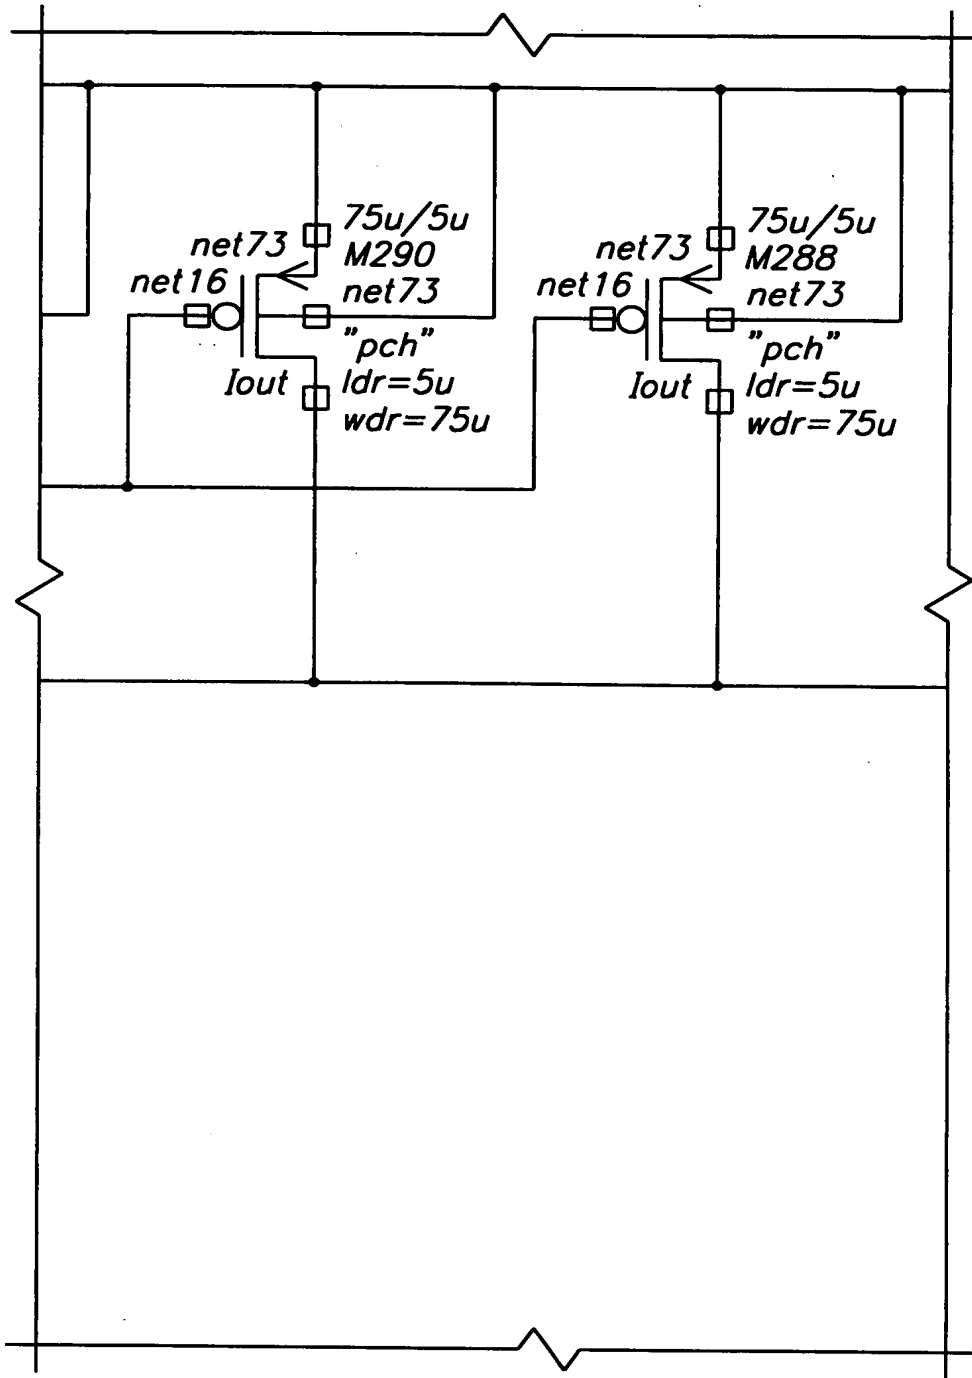 75u/5u
net73
M290
net16
net73
"pch"
Iout
ldr=5u
wdr=75u
75u/5u
net73
M288
net16
net73
"pch"
Iout
ldr=5u
wdr=75u